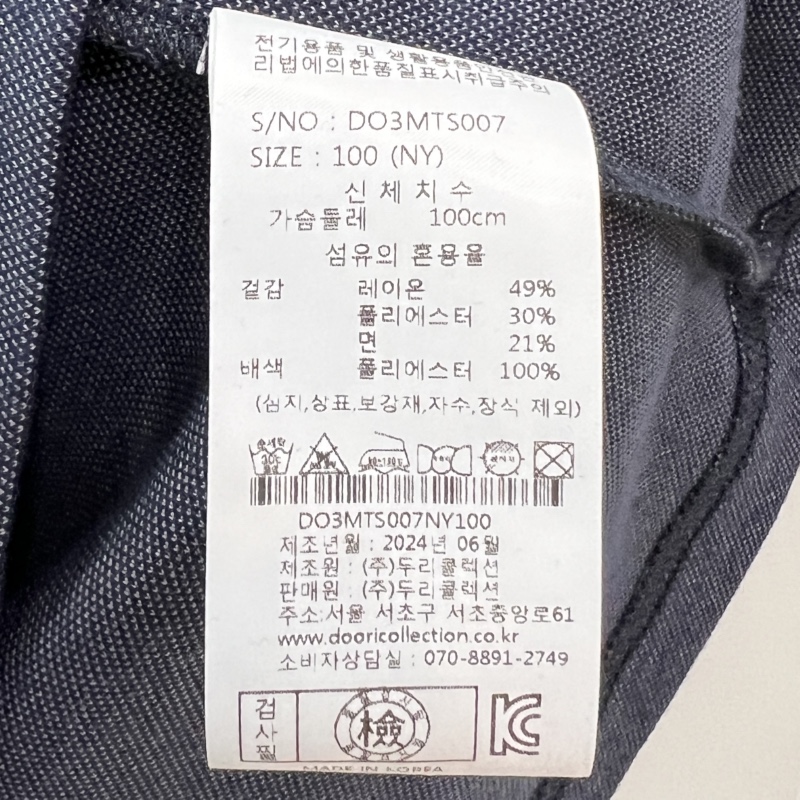 전기용품 및 생활용품안전관
리법에의한품질표시취급주의
S/NO : DO3MTS007
SIZE : 100 (NY)
신 체 치 수
가슴둘레 100cm
섬유의 혼용율
겉감 레이온 49%
폴리에스터 30%
면 21%
배색 폴리에스터 100%
(심지,상표,보강재,자수,장식 제외)
DO3MTS007NY100
제조년월 : 2024년 06월
제조원 : (주)두리콜렉션
판매원 : (주)두리콜렉션
주소:서울 서초구 서초중앙로61
www.dooricollection.co.kr
소비자상담실 : 070-8891-2749
검사필
檢
MADE IN KOREA